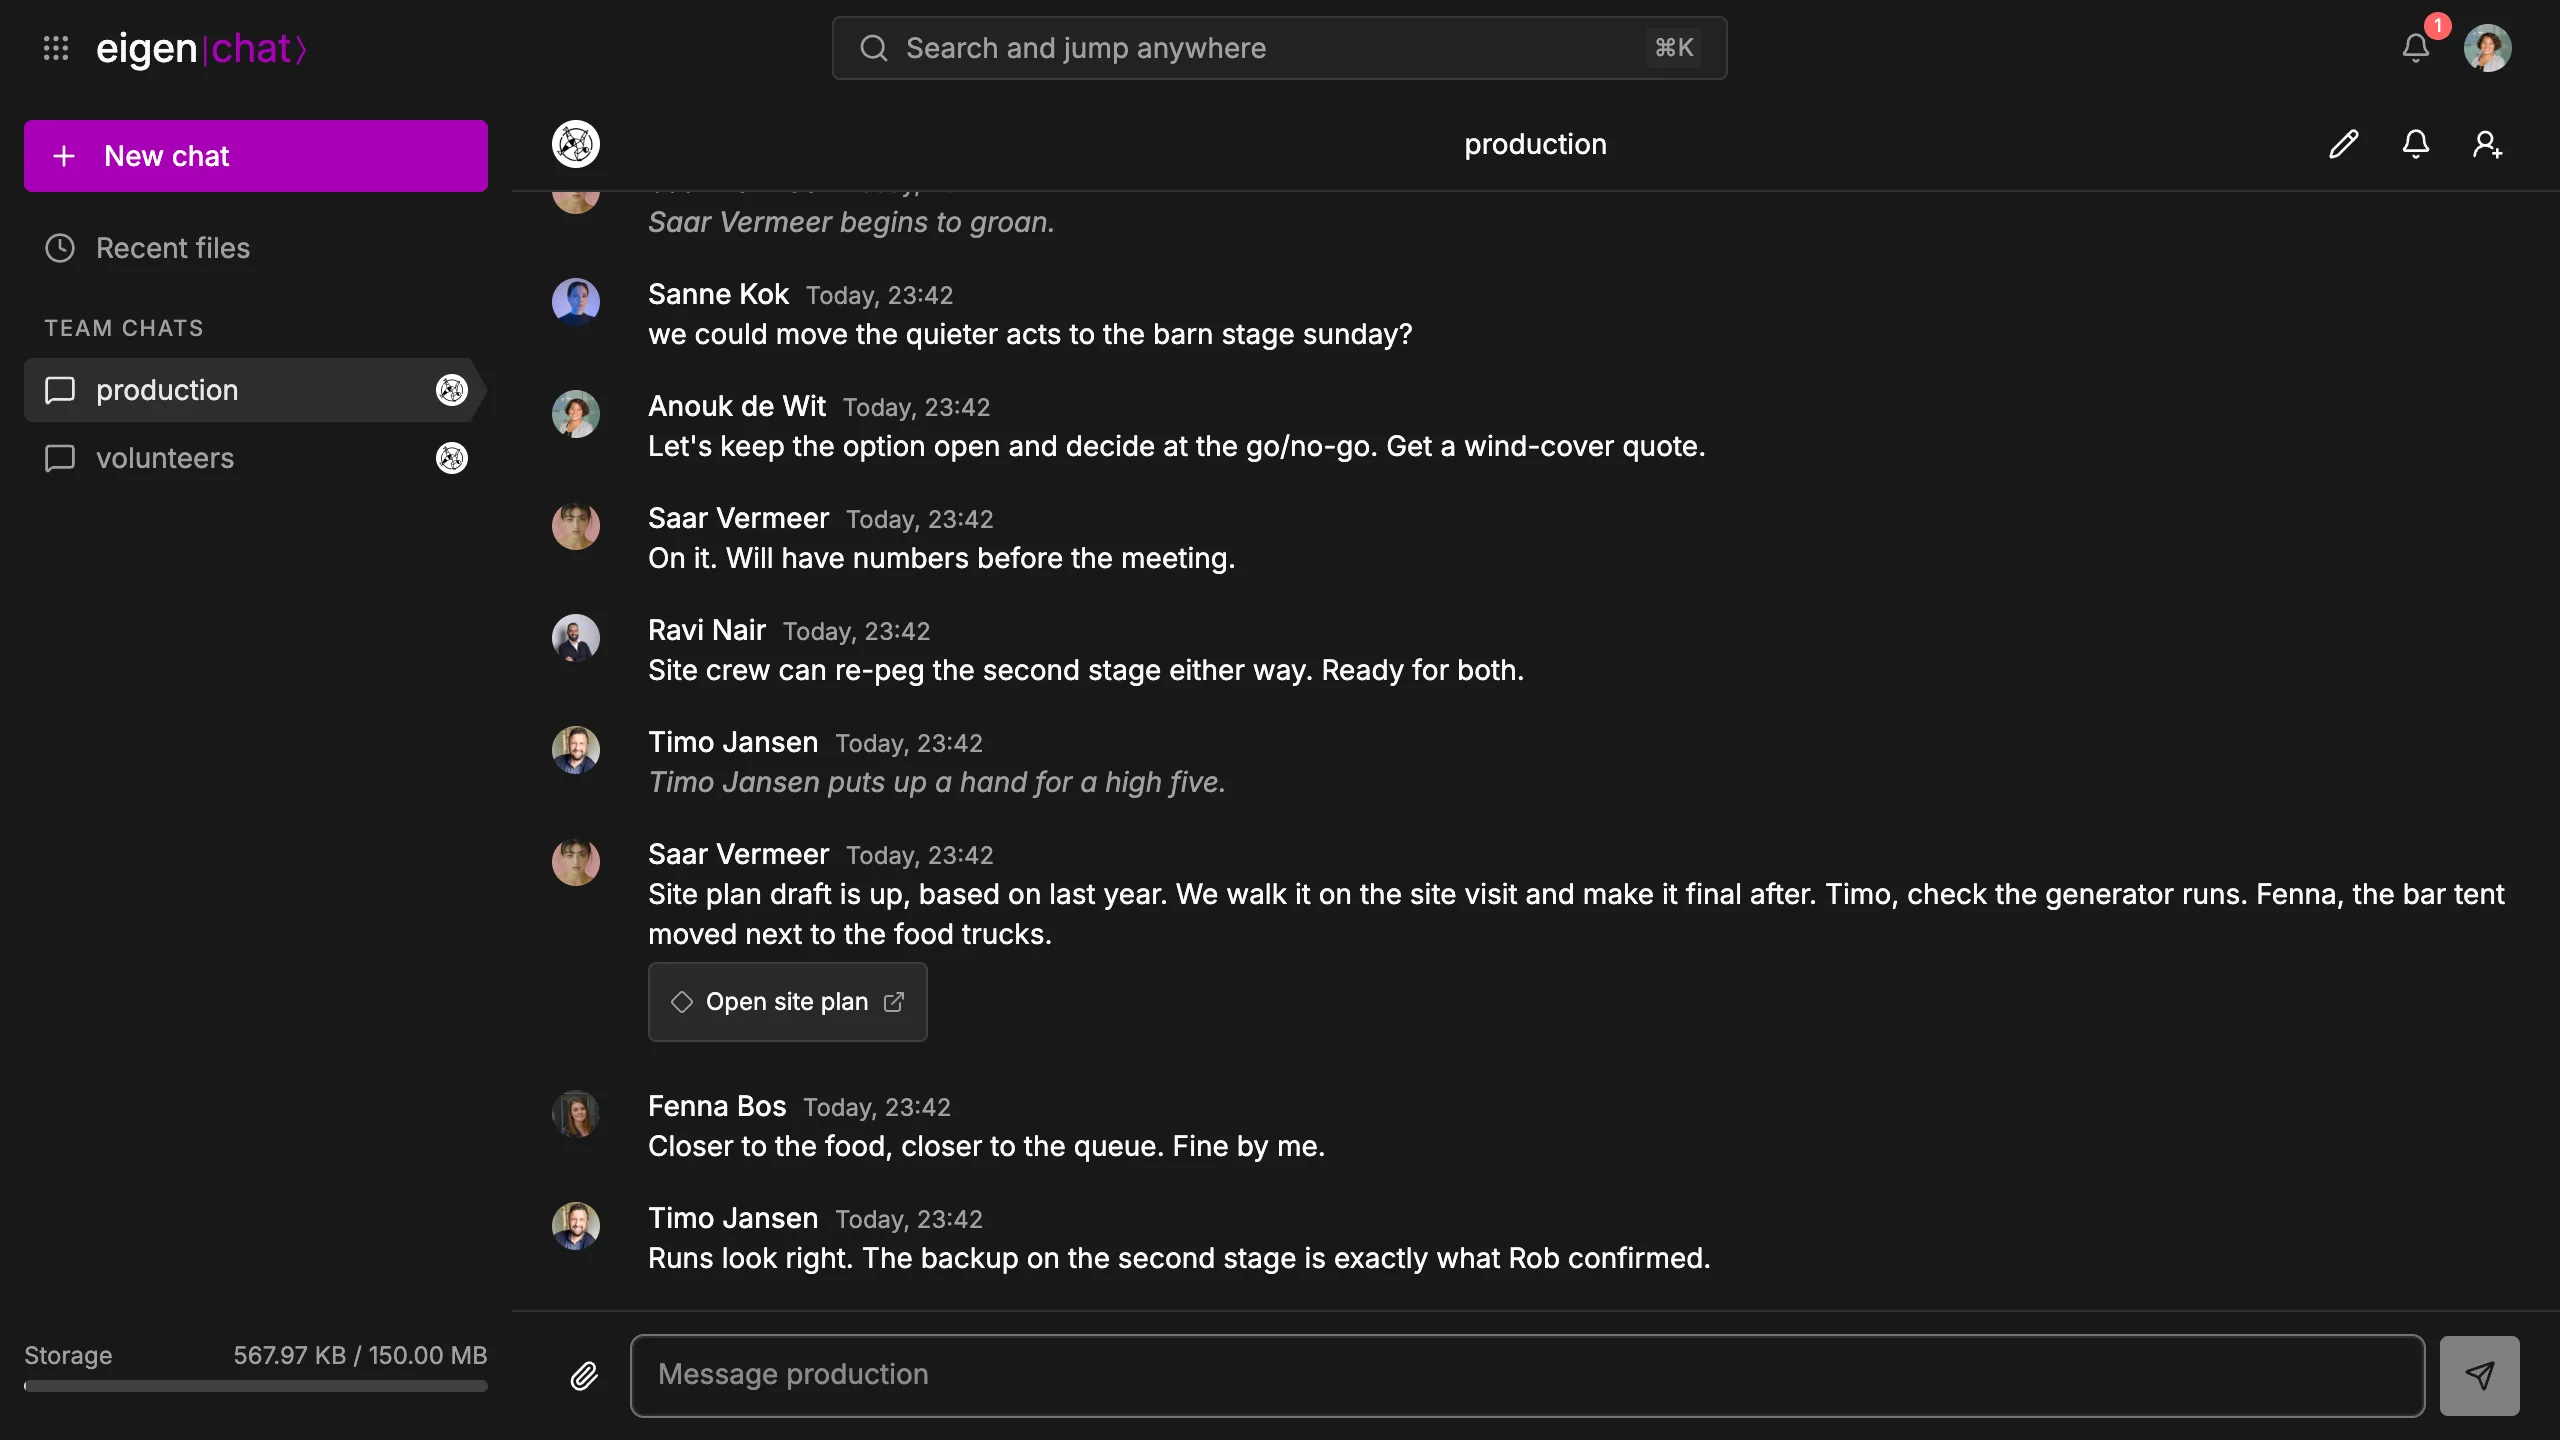 eigen|chat
Search and jump anywhere
⌘K
1
New chat
Recent files
TEAM CHATS
production
volunteers
Storage
567.97 KB / 150.00 MB
production
Saar Vermeer begins to groan.
Sanne Kok Today, 23:42
we could move the quieter acts to the barn stage sunday?
Anouk de Wit Today, 23:42
Let's keep the option open and decide at the go/no-go. Get a wind-cover quote.
Saar Vermeer Today, 23:42
On it. Will have numbers before the meeting.
Ravi Nair Today, 23:42
Site crew can re-peg the second stage either way. Ready for both.
Timo Jansen Today, 23:42
Timo Jansen puts up a hand for a high five.
Saar Vermeer Today, 23:42
Site plan draft is up, based on last year. We walk it on the site visit and make it final after. Timo, check the generator runs. Fenna, the bar tent
moved next to the food trucks.
Open site plan
Fenna Bos Today, 23:42
Closer to the food, closer to the queue. Fine by me.
Timo Jansen Today, 23:42
Runs look right. The backup on the second stage is exactly what Rob confirmed.
Message production